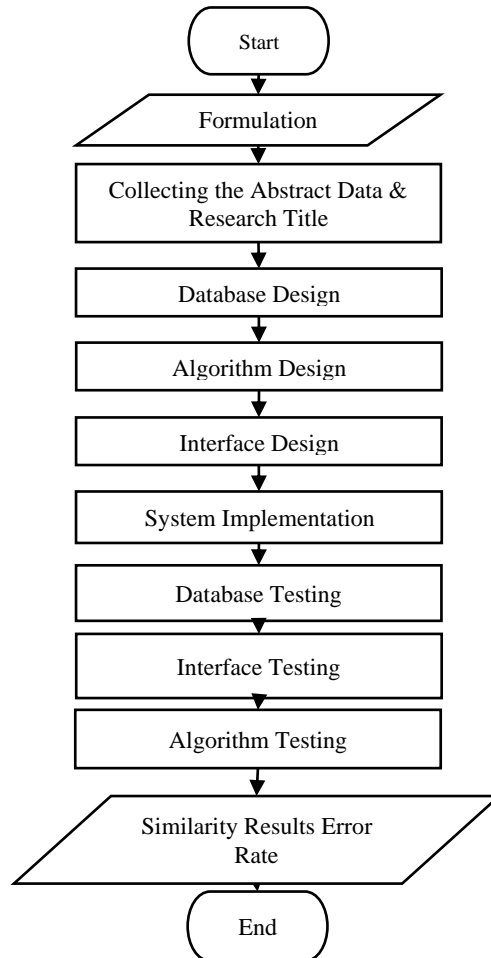 Start
Formulation
Collecting the Abstract Data &
Research Title
Database Design
Algorithm Design
Interface Design
System Implementation
Database Testing
Interface Testing
Algorithm Testing
Similarity Results Error
Rate
End